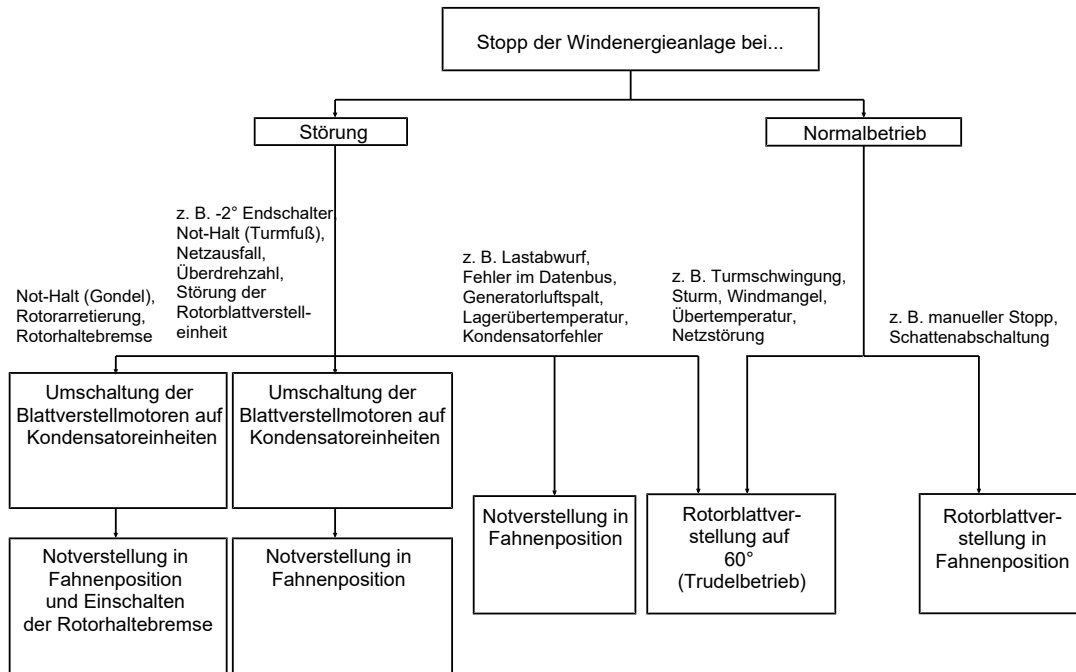 Stopp der Windenergieanlage bei...
Störung
Normalbetrieb
Not-Halt (Gondel),
Rotorarretierung,
Rotorhaltebremse
z. B. -2° Endschalter,
Not-Halt (Turmfuß),
Netzausfall,
Überdrehzahl,
Störung der
Rotorblattverstell-
einheit
z. B. Lastabwurf,
Fehler im Datenbus,
Generatorluftspalt,
Lagerübertemperatur,
Kondensatorfehler
z. B. Turmschwingung,
Sturm, Windmangel,
Übertemperatur,
Netzstörung
z. B. manueller Stopp,
Schattenabschaltung
Umschaltung der
Blattverstellmotoren auf
Kondensatoreinheiten
Umschaltung der
Blattverstellmotoren auf
Kondensatoreinheiten
Notverstellung in
Fahnenposition
und Einschalten
der Rotorhaltebremse
Notverstellung in
Fahnenposition
Notverstellung in
Fahnenposition
Rotorblattver-
stellung auf
60°
(Trudelbetrieb)
Rotorblattver-
stellung in
Fahnenposition